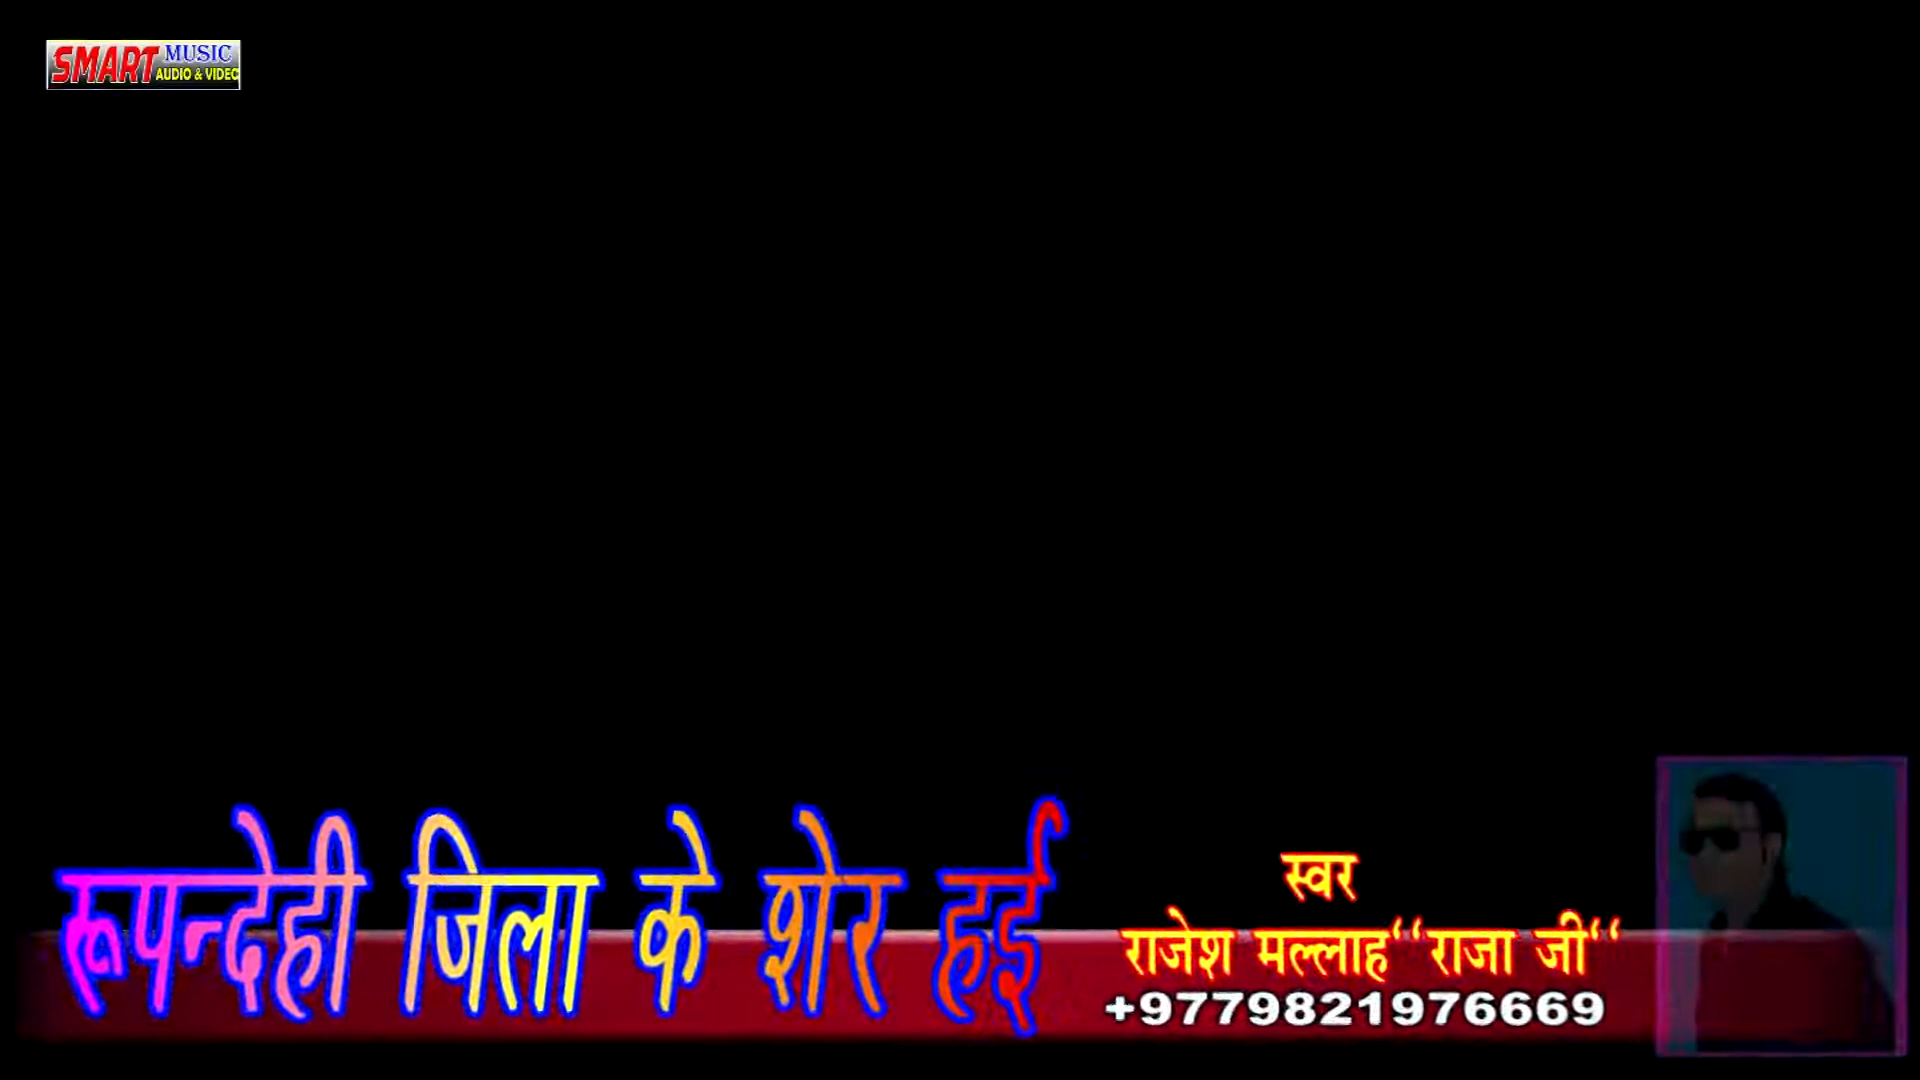 SMART MUSIC
AUDIO & VIDEO
रूपन्देही जिला के शेर हईं
स्वर
राजेश मल्लाह‘‘राजा जी‘‘
+9779821976669